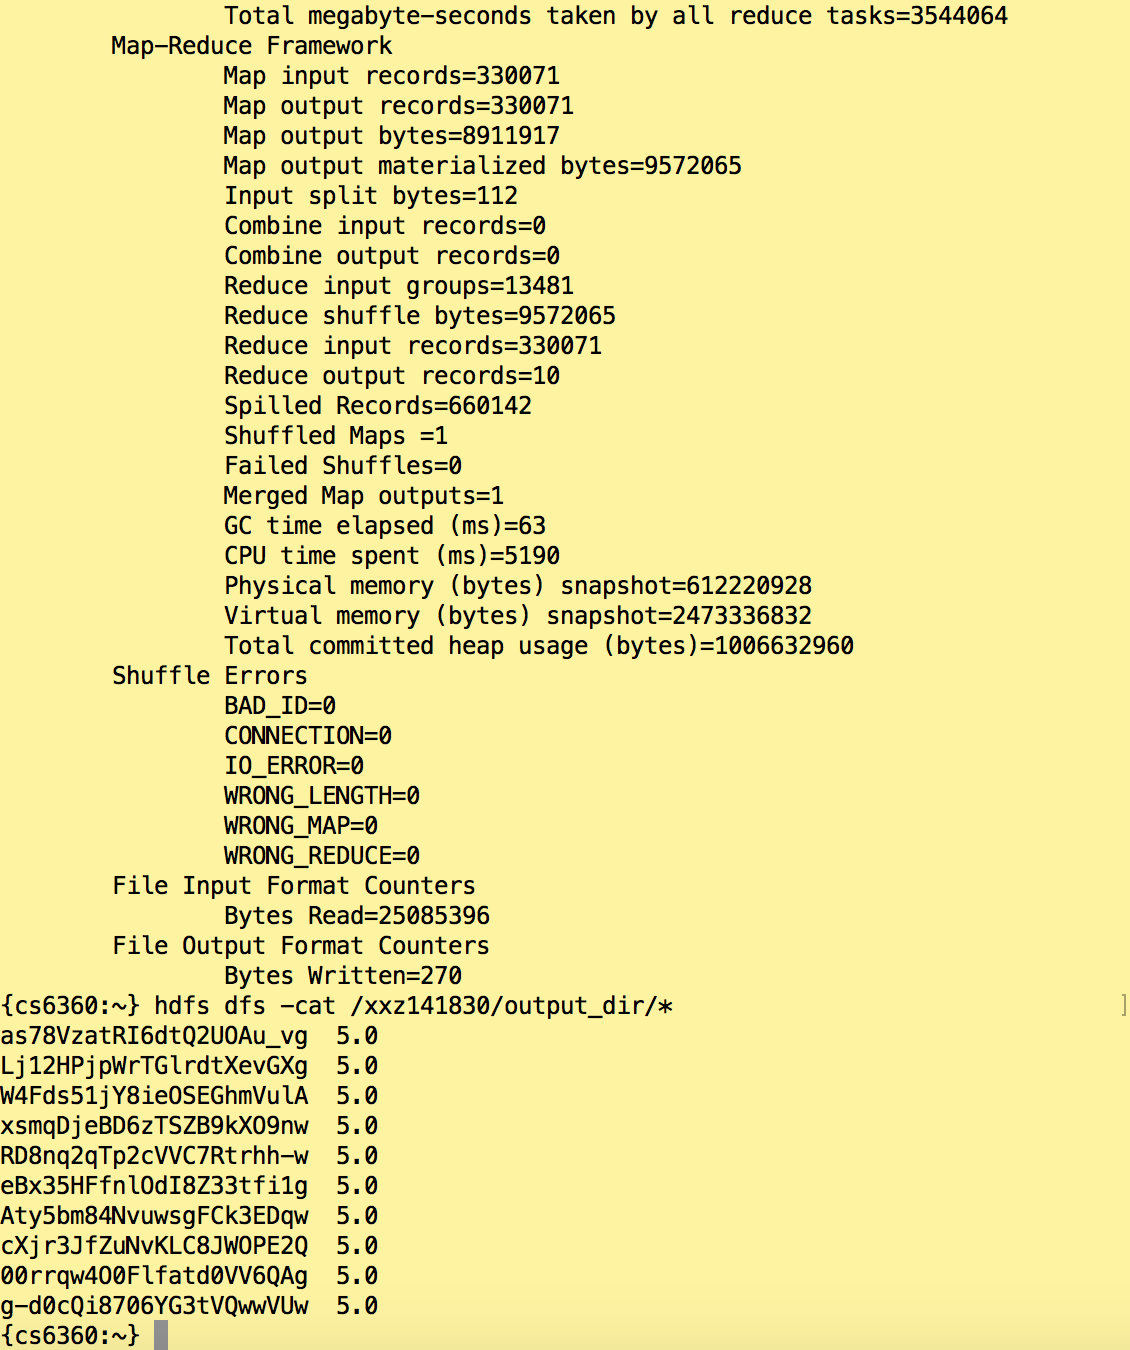 Total megabyte-seconds taken by all reduce tasks=3544064
Map-Reduce Framework
Map input records=330071
Map output records=330071
Map output bytes=8911917
Map output materialized bytes=9572065
Input split bytes=112
Combine input records=0
Combine output records=0
Reduce input groups=13481
Reduce shuffle bytes=9572065
Reduce input records=330071
Reduce output records=10
Spilled Records=660142
Shuffled Maps =1
Failed Shuffles=0
Merged Map outputs=1
GC time elapsed (ms)=63
CPU time spent (ms)=5190
Physical memory (bytes) snapshot=612220928
Virtual memory (bytes) snapshot=2473336832
Total committed heap usage (bytes)=1006632960
Shuffle Errors
BAD_ID=0
CONNECTION=0
IO_ERROR=0
WRONG_LENGTH=0
WRONG_MAP=0
WRONG_REDUCE=0
File Input Format Counters
Bytes Read=25085396
File Output Format Counters
Bytes Written=270
{cs6360:~} hdfs dfs -cat /xxz141830/output_dir/* ]
as78VzatRI6dtQ2UOAu_vg 5.0
Lj12HPjpWrTGlrdtXevGXg 5.0
W4Fds51jY8ieOSEGhmVulA 5.0
xsmqDjeBD6zTSZB9kXO9nw 5.0
RD8nq2qTp2cVVC7Rtrhh-w 5.0
eBx35HFfnlOdI8Z33tfi1g 5.0
Aty5bm84NvuwsgFCk3EDqw 5.0
cXjr3JfZuNvKLC8JWOPE2Q 5.0
00rrqw4O0Flfatd0VV6QAg 5.0
g-d0cQi8706YG3tVQwwVUw 5.0
{cs6360:~}